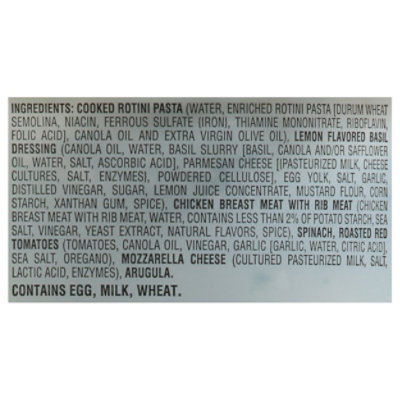 INGREDIENTS: COOKED ROTINI PASTA (WATER, ENRICHED ROTINI PASTA [DURUM WHEAT
SEMOLINA, NIACIN, FERROUS SULFATE (IRON), THIAMINE MONONITRATE, RIBOFLAVIN,
FOLIC ACID], CANOLA OIL AND EXTRA VIRGIN OLIVE OIL), LEMON FLAVORED BASIL
DRESSING (CANOLA OIL, WATER, BASIL SLURRY [BASIL, CANOLA AND/OR SAFFLOWER
OIL, WATER, SALT, ASCORBIC ACID], PARMESAN CHEESE [(PASTEURIZED MILK, CHEESE
CULTURES, SALT, ENZYMES), POWDERED CELLULOSE], EGG YOLK, SALT, GARLIC,
DISTILLED VINEGAR, SUGAR, LEMON JUICE CONCENTRATE, MUSTARD FLOUR, CORN
STARCH, XANTHAN GUM, SPICE), CHICKEN BREAST MEAT WITH RIB MEAT (CHICKEN
BREAST MEAT WITH RIB MEAT, WATER, CONTAINS LESS THAN 2% OF POTATO STARCH, SEA
SALT, VINEGAR, YEAST EXTRACT, NATURAL FLAVORS, SPICE), SPINACH, ROASTED RED
TOMATOES (TOMATOES, CANOLA OIL, VINEGAR, GARLIC [GARLIC, WATER, CITRIC ACID],
SEA SALT, OREGANO), MOZZARELLA CHEESE (CULTURED PASTEURIZED MILK, SALT,
LACTIC ACID, ENZYMES), ARUGULA.
CONTAINS EGG, MILK, WHEAT.